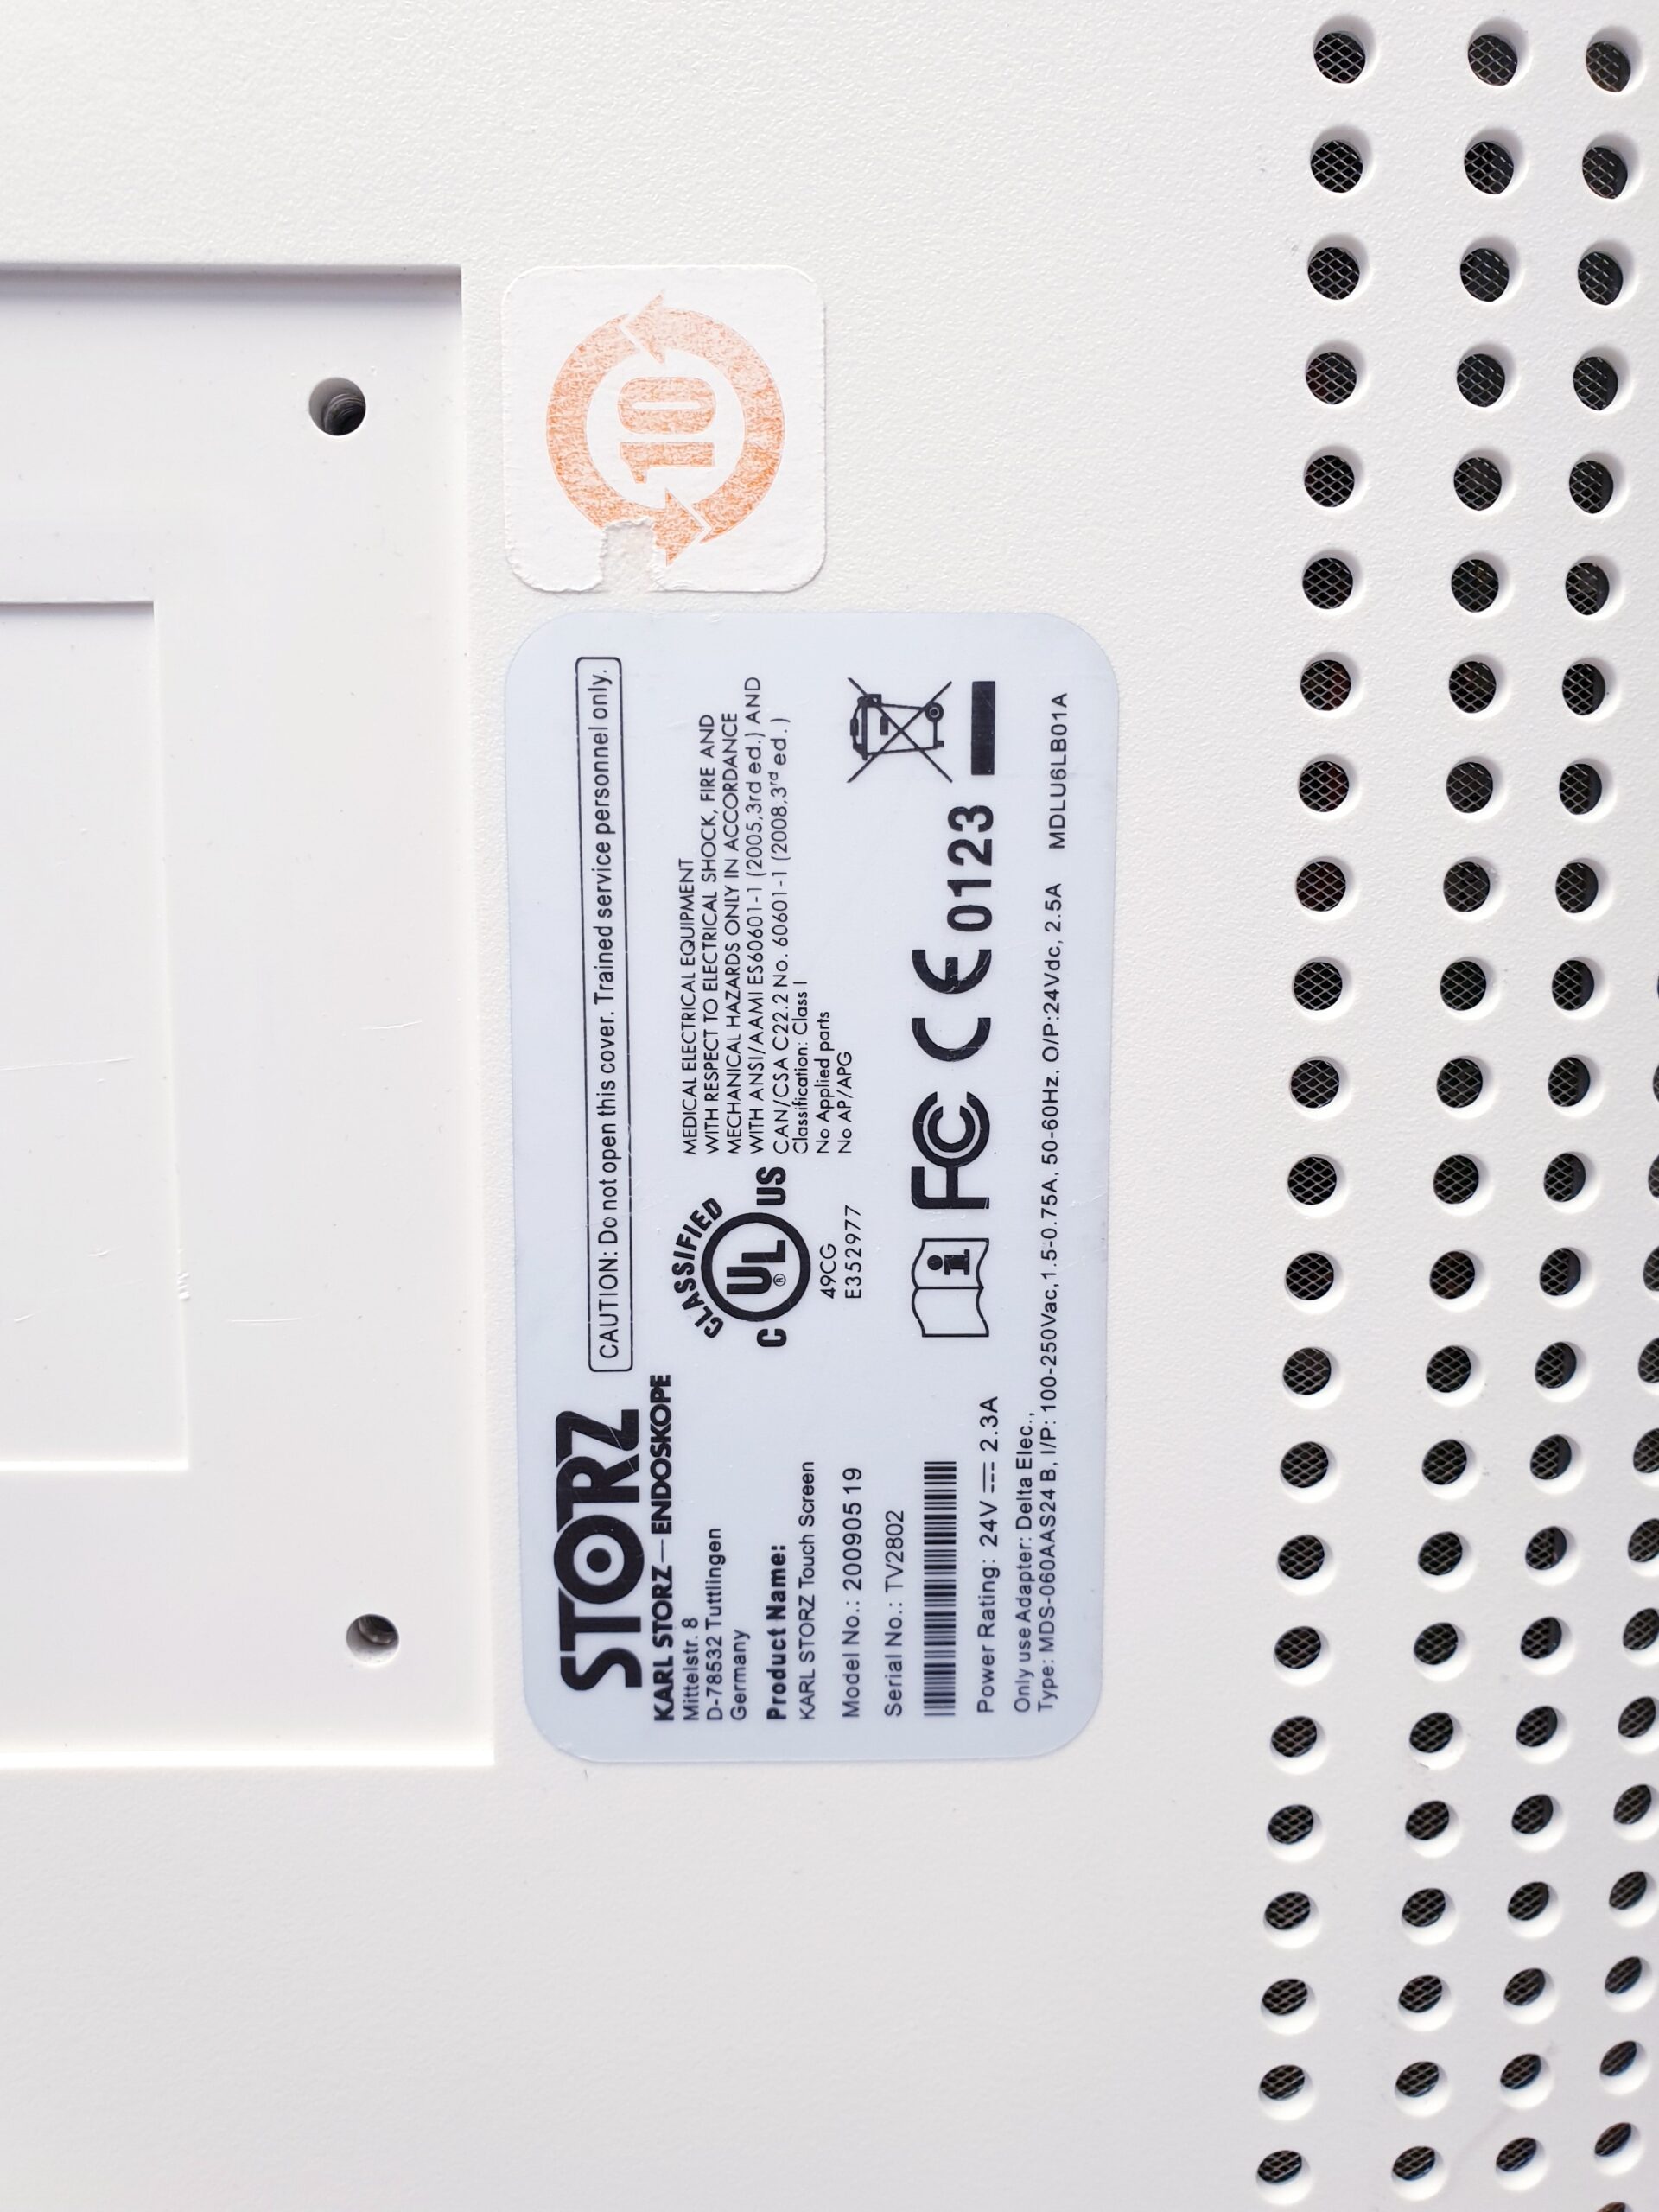 STORZ
KARL STORZ—ENDOSKOPE
Mittelstr. 8
D-78532 Tuttlingen
Germany
Product Name:
KARL STORZ Touch Screen
Model No.: 20090519
Serial No.: TV2802
Power Rating: 24V ⎓ 2.3A
Only use Adapter: Delta Elec.,
Type: MDS-060AAS24 B, I/P: 100-250Vac,1.5-0.75A, 50-60Hz, O/P:24Vdc, 2.5A MDLU6LB01A
CAUTION: Do not open this cover. Trained service personnel only.
CLASSIFIED
C UL® US
49CG
E352977
MEDICAL ELECTRICAL EQUIPMENT
WITH RESPECT TO ELECTRICAL SHOCK, FIRE AND
MECHANICAL HAZARDS ONLY IN ACCORDANCE
WITH ANSI/AAMI ES60601-1 (2005,3rd ed.) AND
CAN/CSA C22.2 No. 60601-1 (2008,3rd ed.)
Classification: Class I
No Applied parts
No AP/APG
i FC CE 0123
10